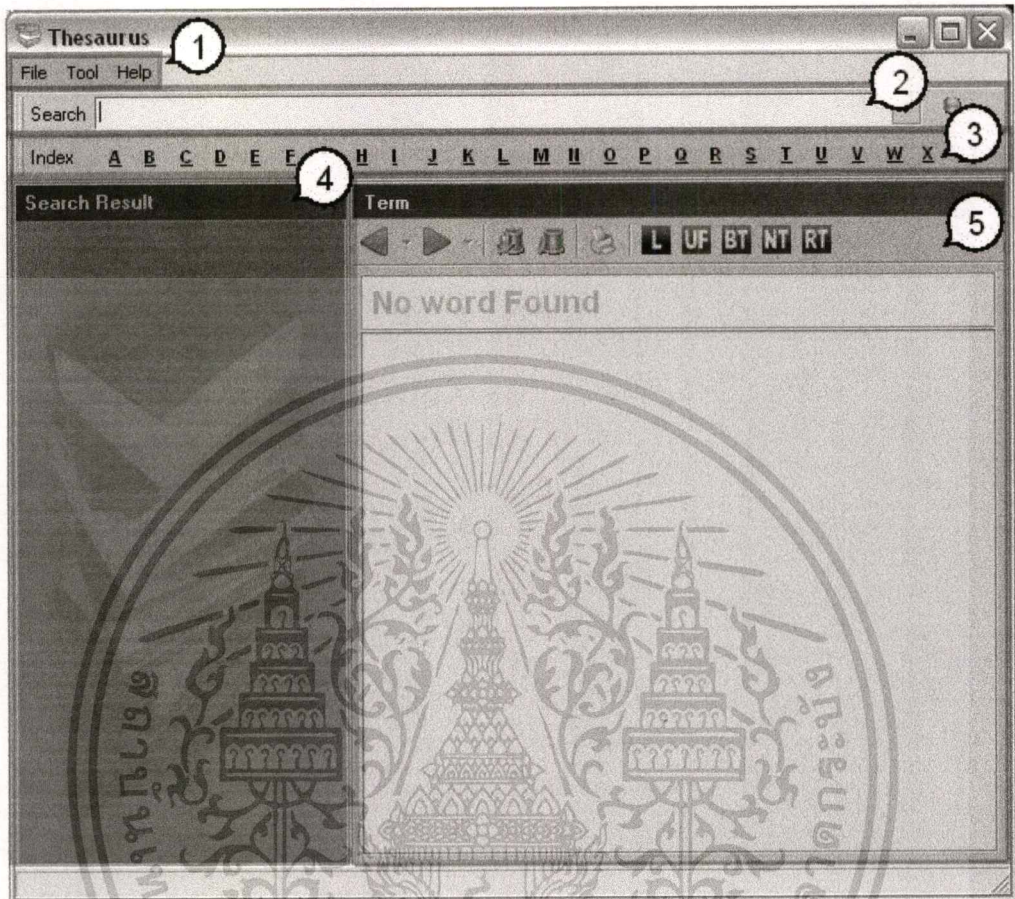 Thesaurus
1
File Tool Help
2
Search
3
Index A B C D E F H I J K L M N O P Q R S T U V W X
4
Search Result
Term
5
L UF BT NT RT
No word Found